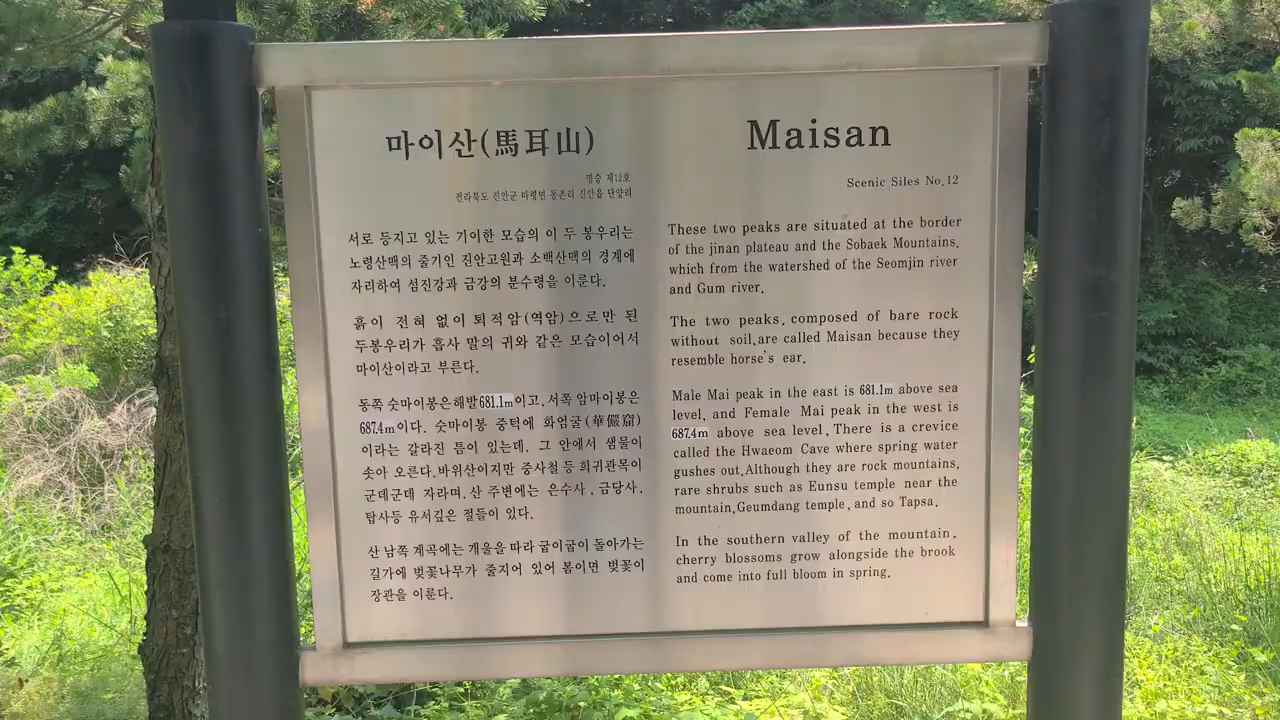 마이산(馬耳山)
명승 제12호
전라북도 진안군 마령면 동촌리 진안읍 단양리
서로 등지고 있는 기이한 모습의 이 두 봉우리는
노령산맥의 줄기인 진안고원과 소백산맥의 경계에
자리하여 섬진강과 금강의 분수령을 이룬다.
흙이 전혀 없이 퇴적암(역암)으로만 된
두봉우리가 흡사 말의 귀와 같은 모습이어서
마이산이라고 부른다.
동쪽 숫마이봉은해발681.1m이고, 서쪽 암마이봉은
687.4m이다. 숫마이봉 중턱에 화엄굴(華儼窟)
이라는 갈라진 틈이 있는데, 그 안에서 샘물이
솟아 오른다.바위산이지만 줄사철등 희귀관목이
군데군데 자라며, 산 주변에는 은수사, 금당사,
탑사등 유서깊은 절들이 있다.
산 남쪽 계곡에는 개울을 따라 굽이굽이 돌아가는
길가에 벚꽃나무가 줄지어 있어 봄이면 벚꽃이
장관을 이룬다.
Maisan
Scenic Siles No.12
These two peaks are situated at the border
of the jinan plateau and the Sobaek Mountains,
which from the watershed of the Seomjin river
and Gum river.
The two peaks, composed of bare rock
without soil,are called Maisan because they
resemble horse's ear.
Male Mai peak in the east is 681.1m above sea
level, and Female Mai peak in the west is
687.4m above sea level. There is a crevice
called the Hwaeom Cave where spring water
gushes out.Although they are rock mountains,
rare shrubs such as Eunsu temple near the
mountain,Geumdang temple, and so Tapsa.
In the southern valley of the mountain,
cherry blossoms grow alongside the brook
and come into full bloom in spring.